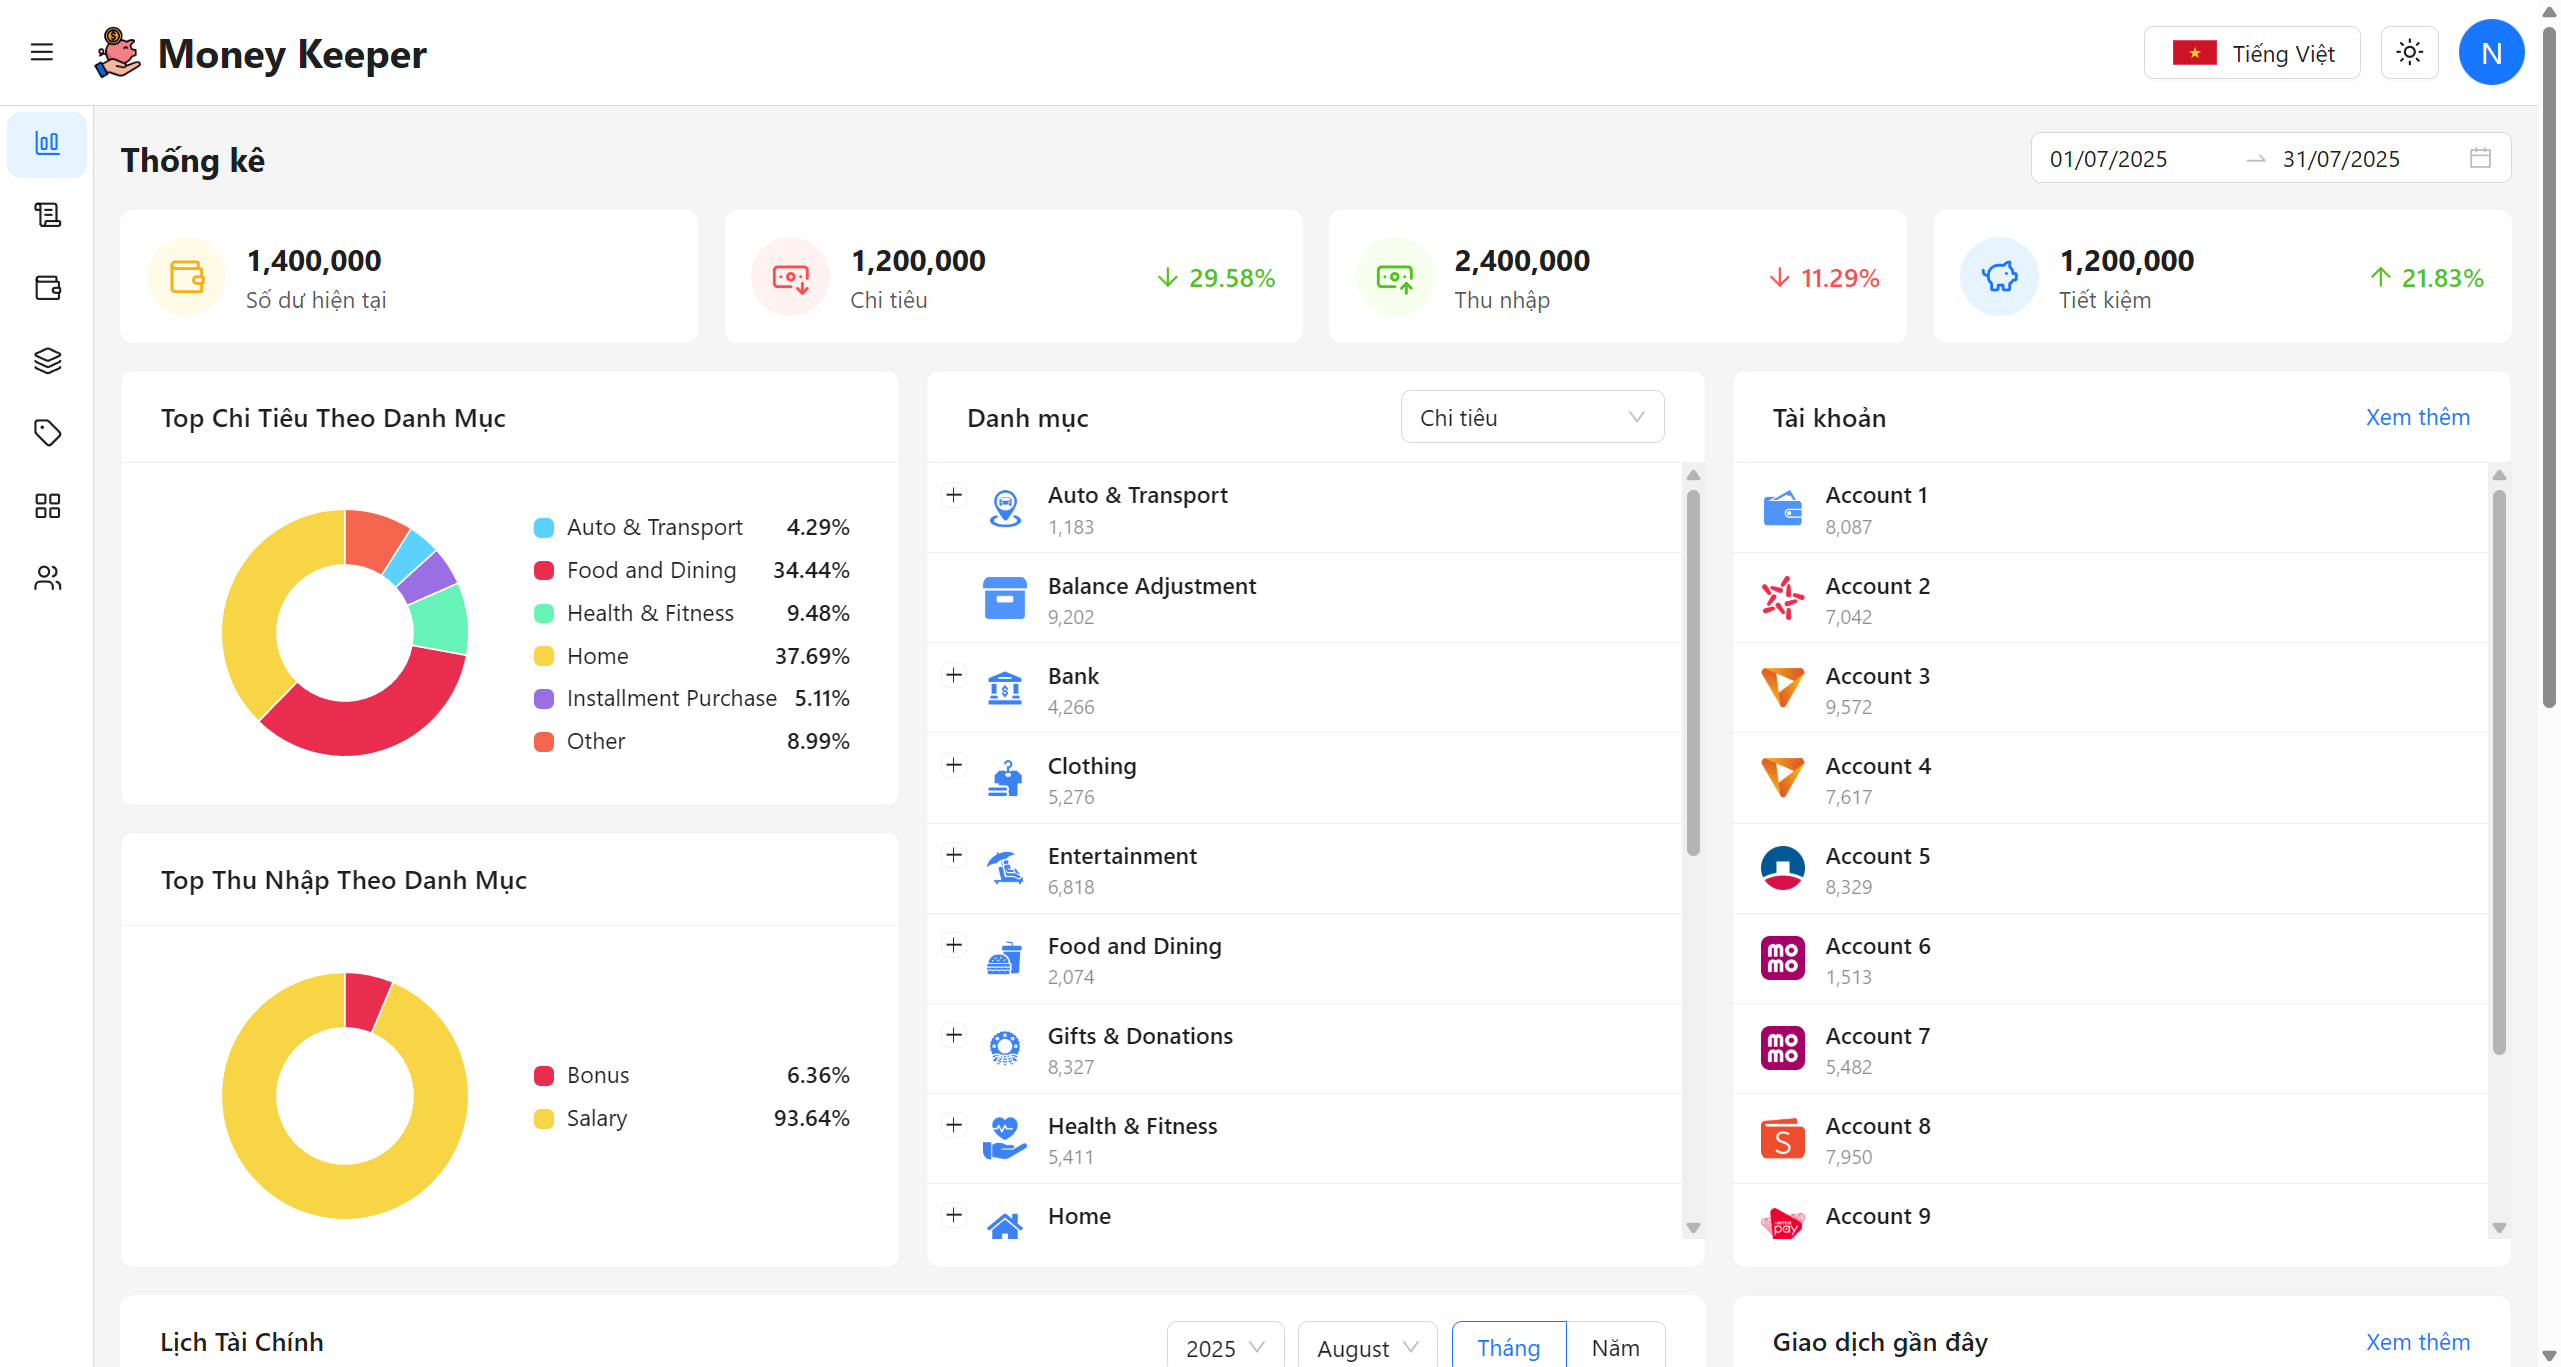 Money Keeper
Tiếng Việt
N
Thống kê
01/07/2025
31/07/2025
1,400,000
Số dư hiện tại
1,200,000
Chi tiêu
29.58%
2,400,000
Thu nhập
11.29%
1,200,000
Tiết kiệm
21.83%
Top Chi Tiêu Theo Danh Mục
Auto & Transport 4.29%
Food and Dining 34.44%
Health & Fitness 9.48%
Home 37.69%
Installment Purchase 5.11%
Other 8.99%
Top Thu Nhập Theo Danh Mục
Bonus 6.36%
Salary 93.64%
Danh mục
Chi tiêu
Auto & Transport
1,183
Balance Adjustment
9,202
Bank
4,266
Clothing
5,276
Entertainment
6,818
Food and Dining
2,074
Gifts & Donations
8,327
Health & Fitness
5,411
Home
Tài khoản
Xem thêm
Account 1
8,087
Account 2
7,042
Account 3
9,572
Account 4
7,617
Account 5
8,329
mo
mo
Account 6
1,513
mo
mo
Account 7
5,482
S
Account 8
7,950
pay
Account 9
Lịch Tài Chính
2025
August
Tháng
Năm
Giao dịch gần đây
Xem thêm